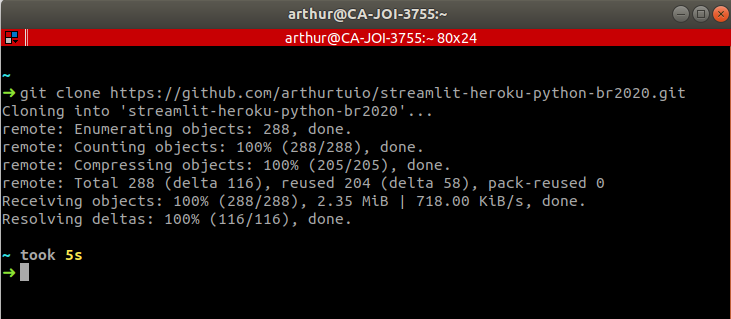 arthur@CA-JOI-3755:~
arthur@CA-JOI-3755:~ 80x24
~
➜ git clone https://github.com/arthurtuio/streamlit-heroku-python-br2020.git
Cloning into 'streamlit-heroku-python-br2020'...
remote: Enumerating objects: 288, done.
remote: Counting objects: 100% (288/288), done.
remote: Compressing objects: 100% (205/205), done.
remote: Total 288 (delta 116), reused 204 (delta 58), pack-reused 0
Receiving objects: 100% (288/288), 2.35 MiB | 718.00 KiB/s, done.
Resolving deltas: 100% (116/116), done.
~ took 5s
➜